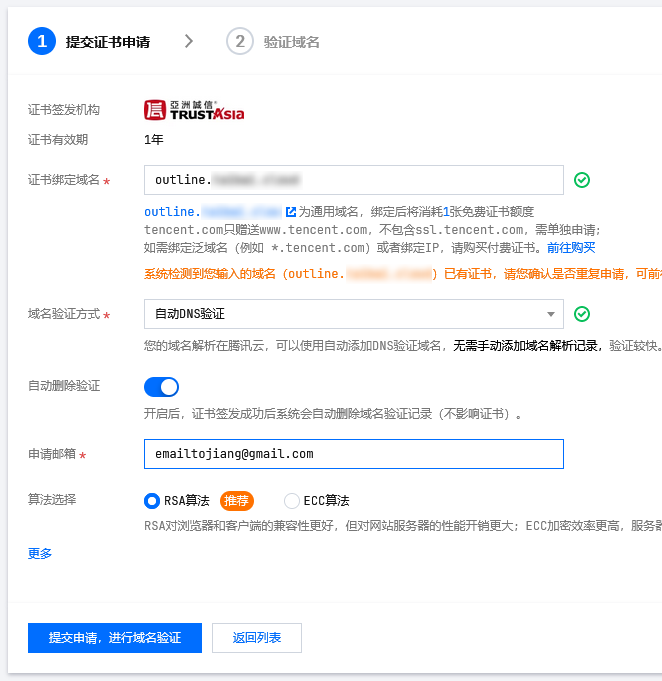 1 提交证书申请 2 验证域名
证书签发机构 亞洲誠信 TRUSTAsia
证书有效期 1年
证书绑定域名 * outline.
outline. 为通用域名，绑定后将消耗1张免费证书额度
tencent.com只赠送www.tencent.com，不包含ssl.tencent.com，需单独申请;
如需绑定泛域名（例如 *.tencent.com）或者绑定IP，请购买付费证书。前往购买
系统检测到您输入的域名（outline. ）已有证书，请您确认是否重复申请，可前往
域名验证方式 * 自动DNS验证
您的域名解析在腾讯云，可以使用自动添加DNS验证域名，无需手动添加域名解析记录，验证较快。
自动删除验证
开启后，证书签发成功后系统会自动删除域名验证记录（不影响证书）。
申请邮箱 * emailtojiang@gmail.com
算法选择 RSA算法 推荐 ECC算法
RSA对浏览器和客户端的兼容性更好，但对网站服务器的性能开销更大; ECC加密效率更高，服务器
更多
提交申请，进行域名验证 返回列表